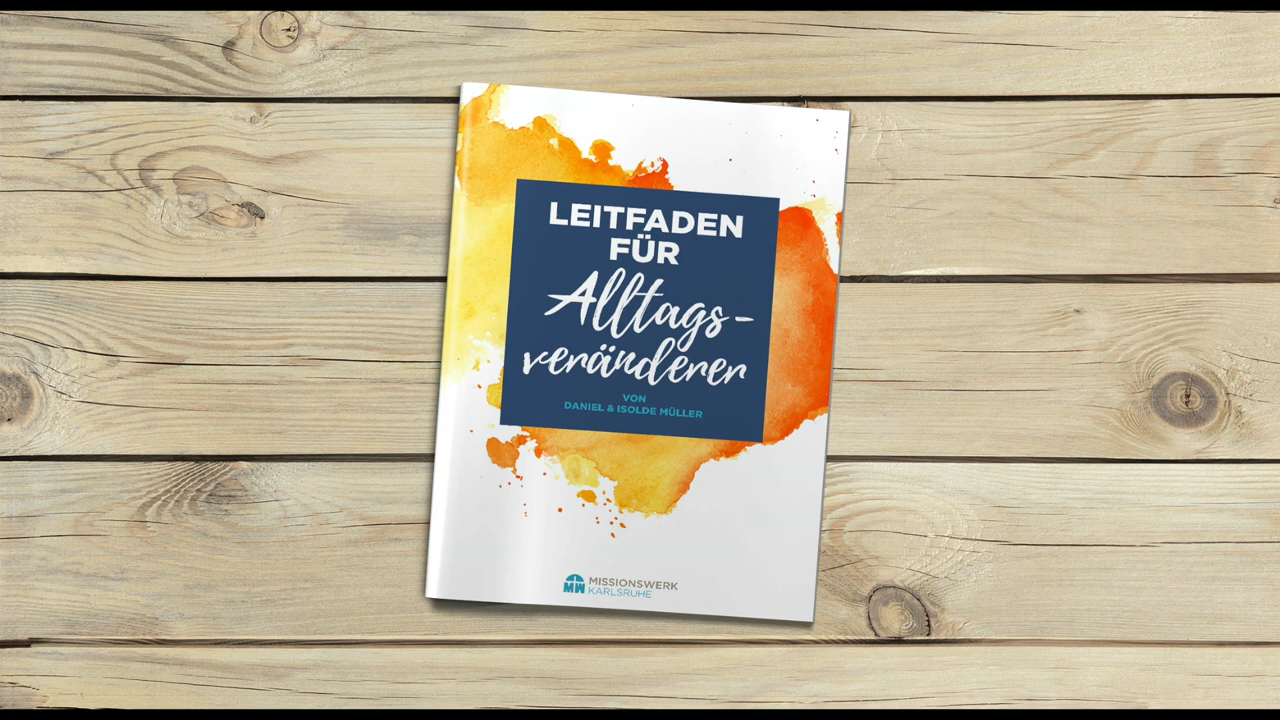 LEITFADEN
FÜR
Alltags-
veränderer
VON
DANIEL & ISOLDE MÜLLER
MW
MISSIONSWERK
KARLSRUHE